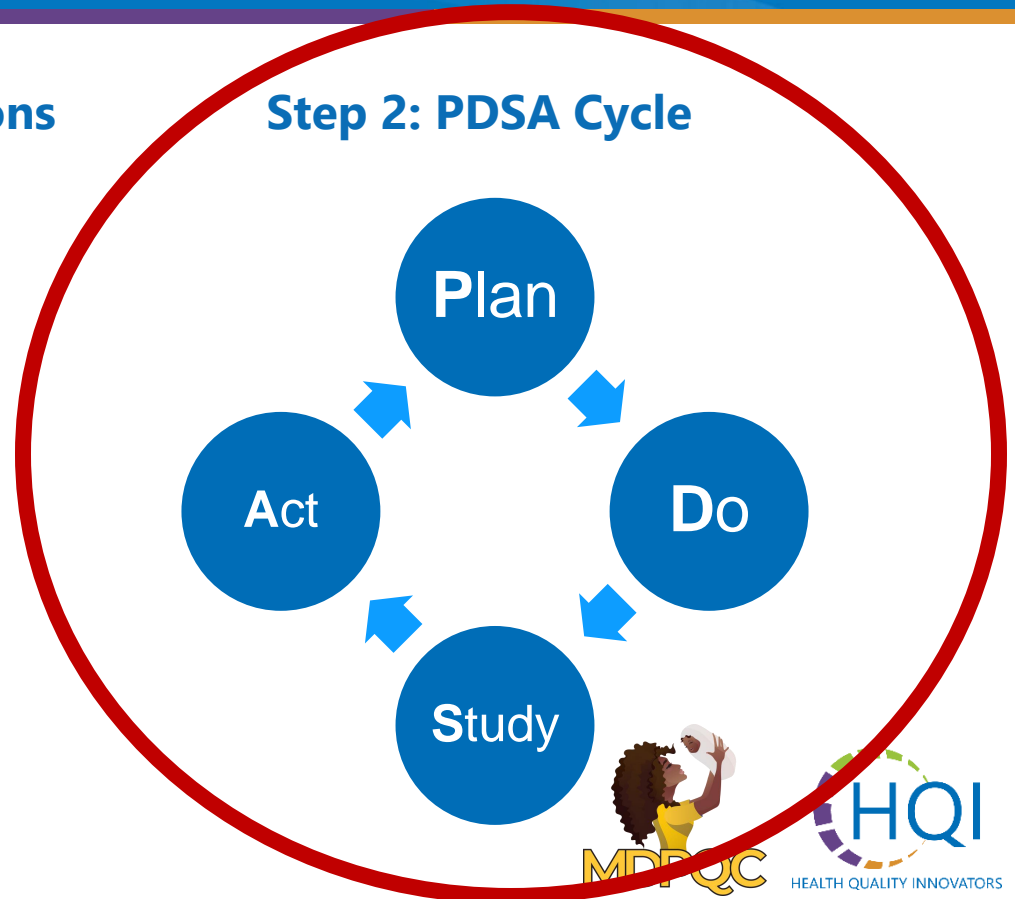 ons
Step 2: PDSA Cycle
Plan
Act
Do
Study
MDPQC
HQI
HEALTH QUALITY INNOVATORS